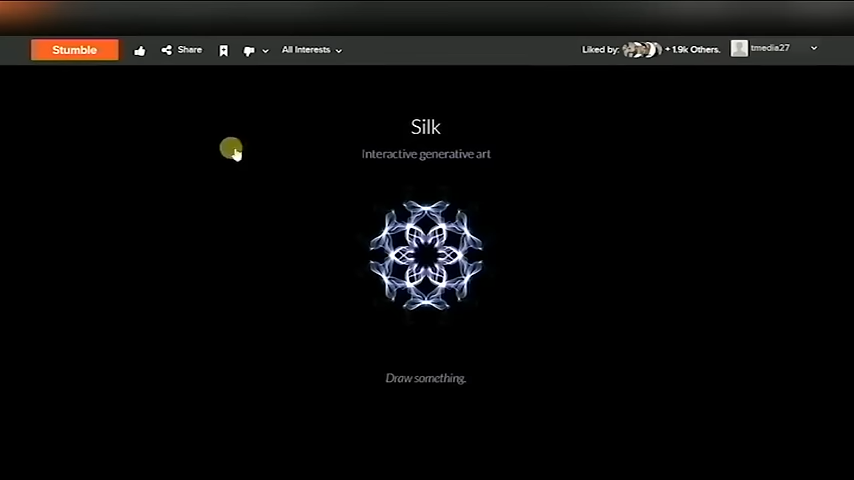 Stumble Share All Interests Liked by: + 1.9k Others. tmedia27
Silk
Interactive generative art
Draw something.